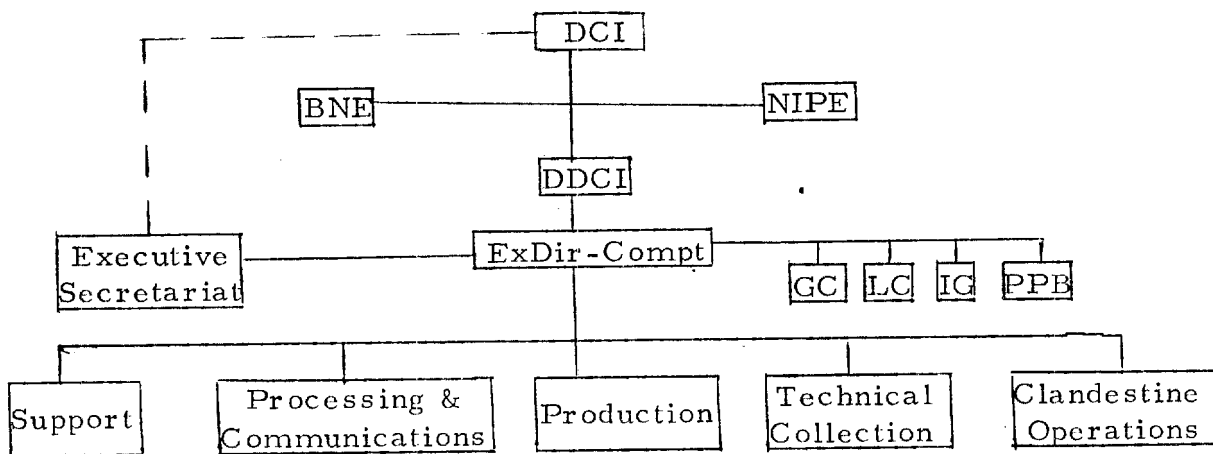 DCI
BNE
NIPE
DDCI
Executive
Secretariat
ExDir-Compt
GC
LC
IG
PPB
Support
Processing &
Communications
Production
Technical
Collection
Clandestine
Operations